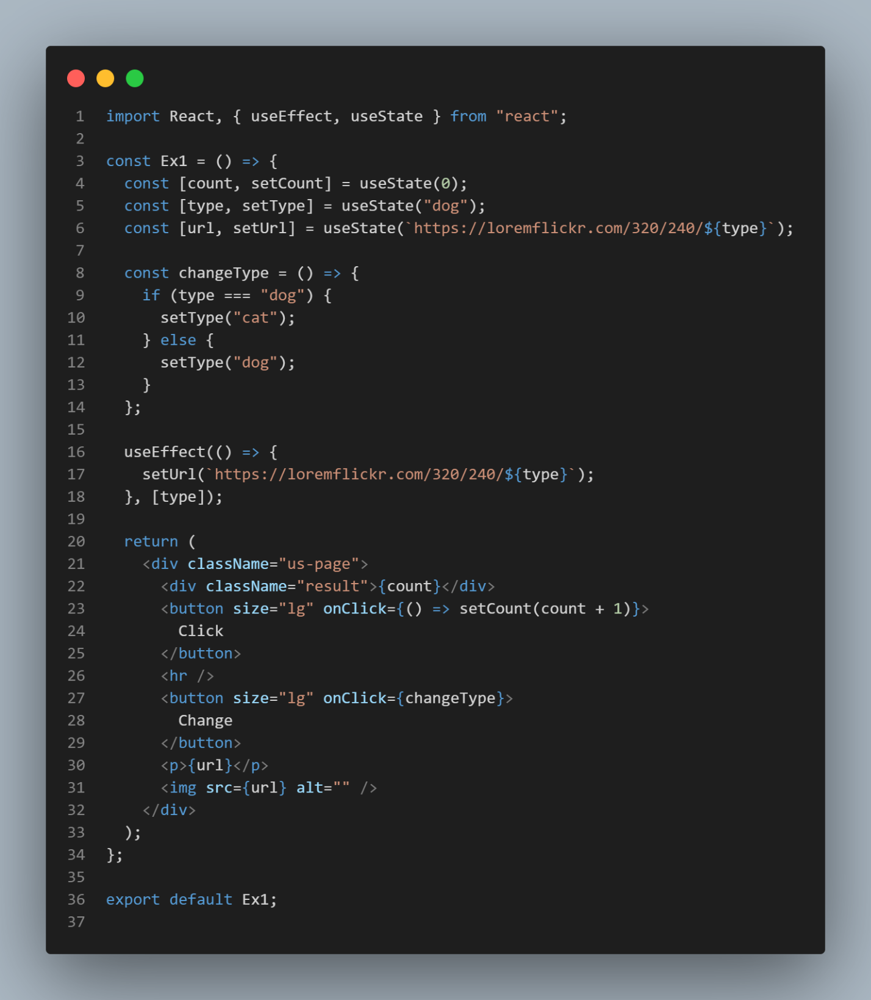 1 import React, { useEffect, useState } from "react";
2
3 const Ex1 = () => {
4   const [count, setCount] = useState(0);
5   const [type, setType] = useState("dog");
6   const [url, setUrl] = useState(`https://loremflickr.com/320/240/${type}`);
7
8   const changeType = () => {
9     if (type === "dog") {
10       setType("cat");
11     } else {
12       setType("dog");
13     }
14   };
15
16   useEffect(() => {
17     setUrl(`https://loremflickr.com/320/240/${type}`);
18   }, [type]);
19
20   return (
21     <div className="us-page">
22       <div className="result">{count}</div>
23       <button size="lg" onClick={() => setCount(count + 1)}>
24         Click
25       </button>
26       <hr />
27       <button size="lg" onClick={changeType}>
28         Change
29       </button>
30       <p>{url}</p>
31       <img src={url} alt="" />
32     </div>
33   );
34 };
35
36 export default Ex1;
37